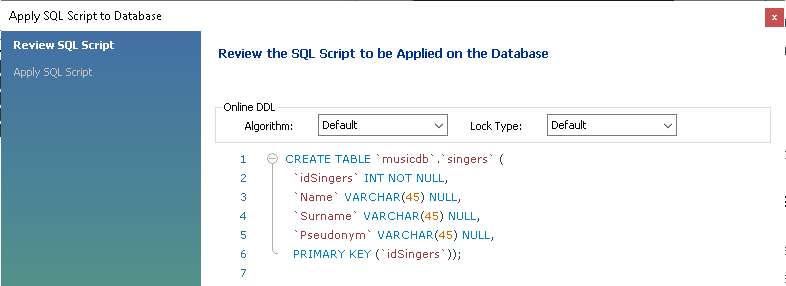 Apply SQL Script to Database
x
Review SQL Script
Apply SQL Script
Review the SQL Script to be Applied on the Database
Online DDL
Algorithm: Default Lock Type: Default
1 CREATE TABLE `musicdb`.`singers` (
2 `idSingers` INT NOT NULL,
3 `Name` VARCHAR(45) NULL,
4 `Surname` VARCHAR(45) NULL,
5 `Pseudonym` VARCHAR(45) NULL,
6 PRIMARY KEY (`idSingers`));
7